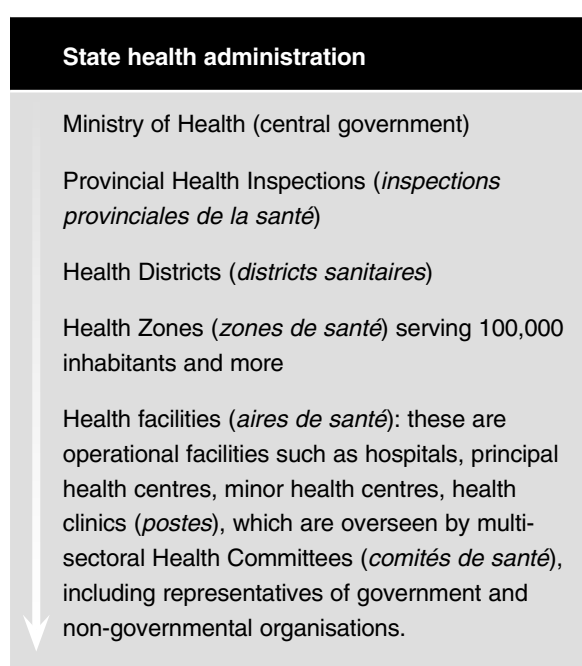 State health administration
Ministry of Health (central government)
Provincial Health Inspections (inspections
provinciales de la santé)
Health Districts (districts sanitaires)
Health Zones (zones de santé) serving 100,000
inhabitants and more
Health facilities (aires de santé): these are
operational facilities such as hospitals, principal
health centres, minor health centres, health
clinics (postes), which are overseen by multi-
sectoral Health Committees (comités de santé),
including representatives of government and
non-governmental organisations.